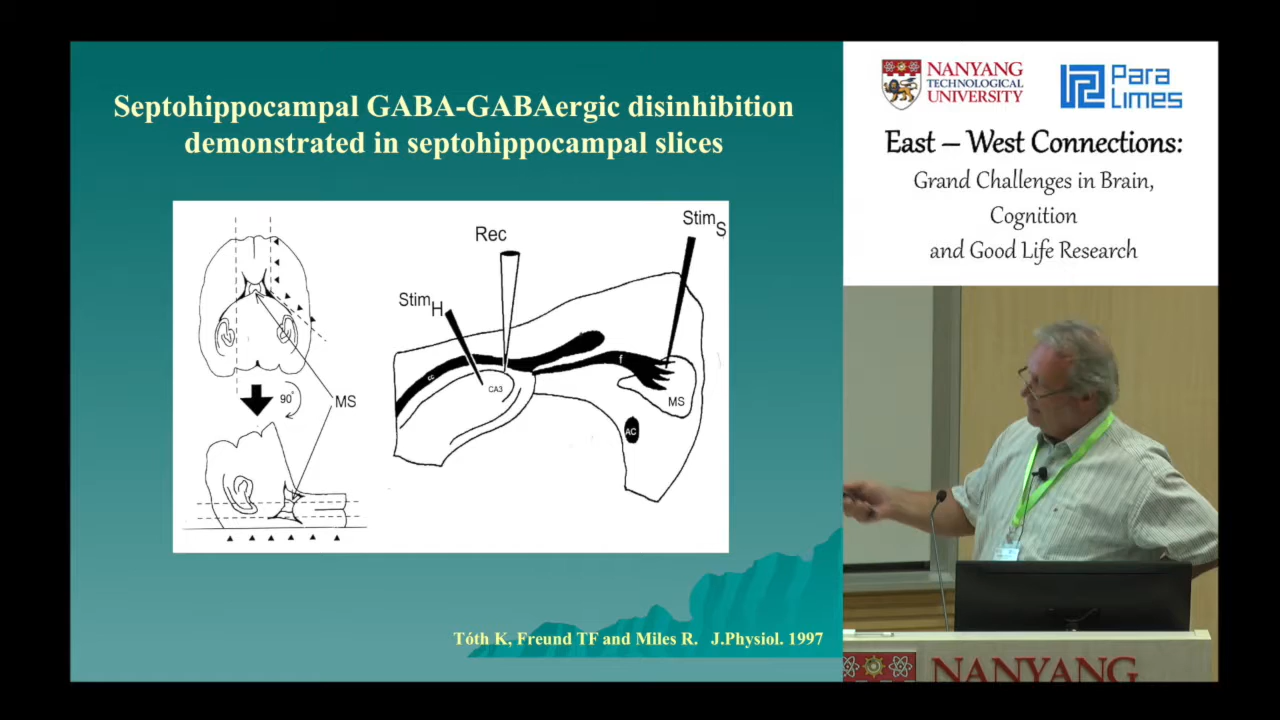 Septohippocampal GABA-GABAergic disinhibition
demonstrated in septohippocampal slices
90°
MS
Rec
Stim S
Stim H
cc
CA3
f
MS
AC
Tóth K, Freund TF and Miles R. J.Physiol. 1997
NANYANG
TECHNOLOGICAL
UNIVERSITY
Para
Limes
East – West Connections:
Grand Challenges in Brain,
Cognition
and Good Life Research
NANYANG